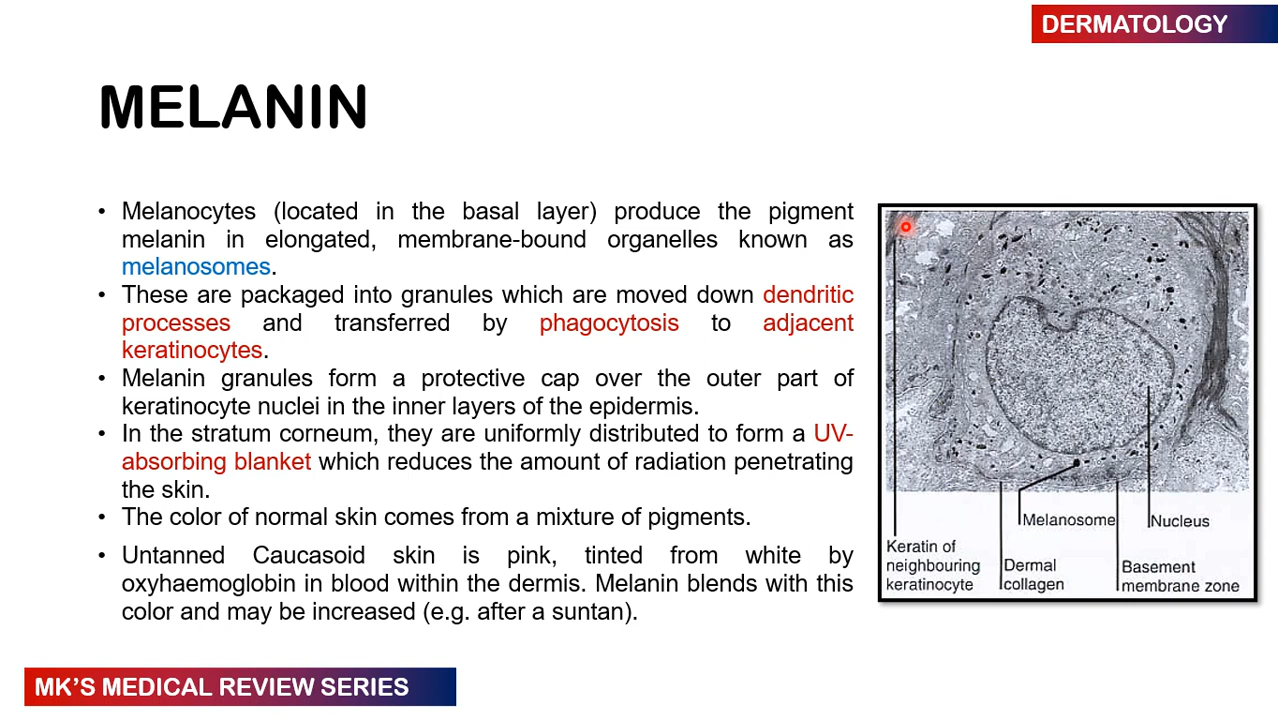 DERMATOLOGY
MELANIN
• Melanocytes (located in the basal layer) produce the pigment
melanin in elongated, membrane-bound organelles known as
melanosomes.
• These are packaged into granules which are moved down dendritic
processes and transferred by phagocytosis to adjacent
keratinocytes.
• Melanin granules form a protective cap over the outer part of
keratinocyte nuclei in the inner layers of the epidermis.
• In the stratum corneum, they are uniformly distributed to form a UV-
absorbing blanket which reduces the amount of radiation penetrating
the skin.
• The color of normal skin comes from a mixture of pigments.
• Untanned Caucasoid skin is pink, tinted from white by
oxyhaemoglobin in blood within the dermis. Melanin blends with this
color and may be increased (e.g. after a suntan).
Melanosome
Nucleus
Keratin of
neighbouring
keratinocyte
Dermal
collagen
Basement
membrane zone
MK'S MEDICAL REVIEW SERIES